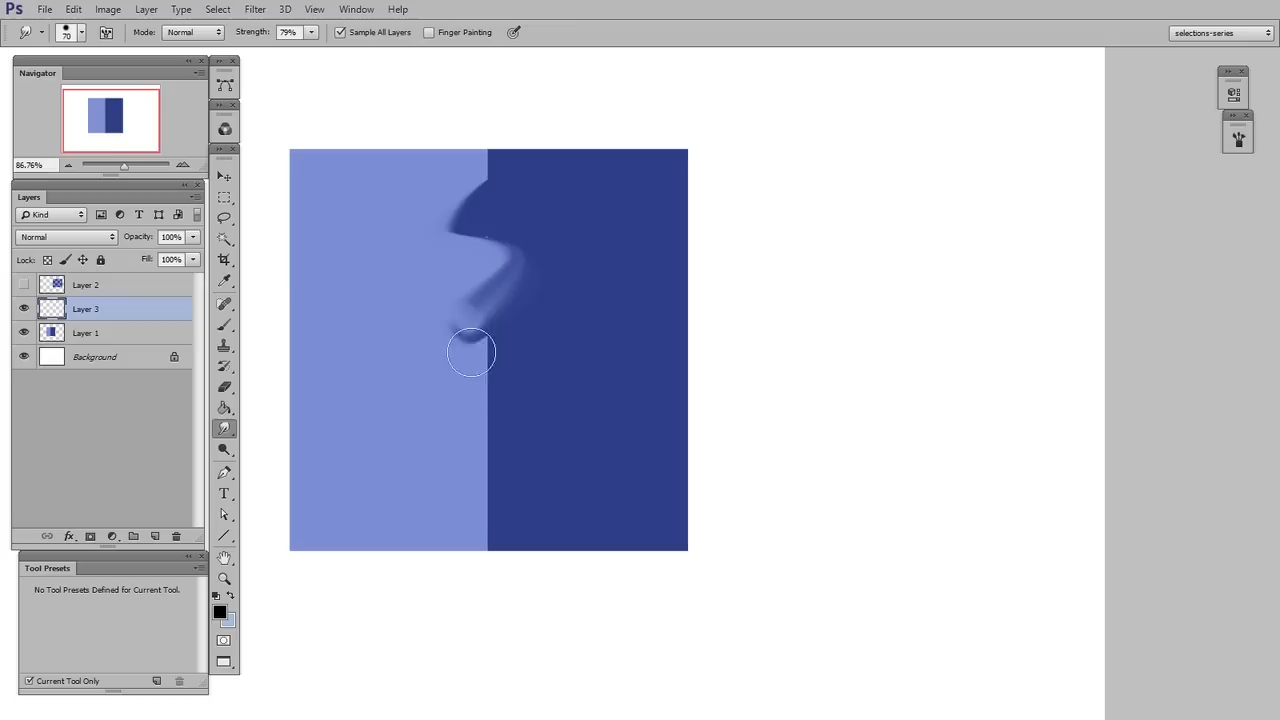 Ps File Edit Image Layer Type Select Filter 3D View Window Help
70 Mode: Normal Strength: 79% Sample All Layers Finger Painting selections-series
Navigator
86.76%
Layers
Kind T
Normal Opacity: 100%
Lock: Fill: 100%
Layer 2
Layer 3
Layer 1
Background
fx
Tool Presets
No Tool Presets Defined for Current Tool.
Current Tool Only
T